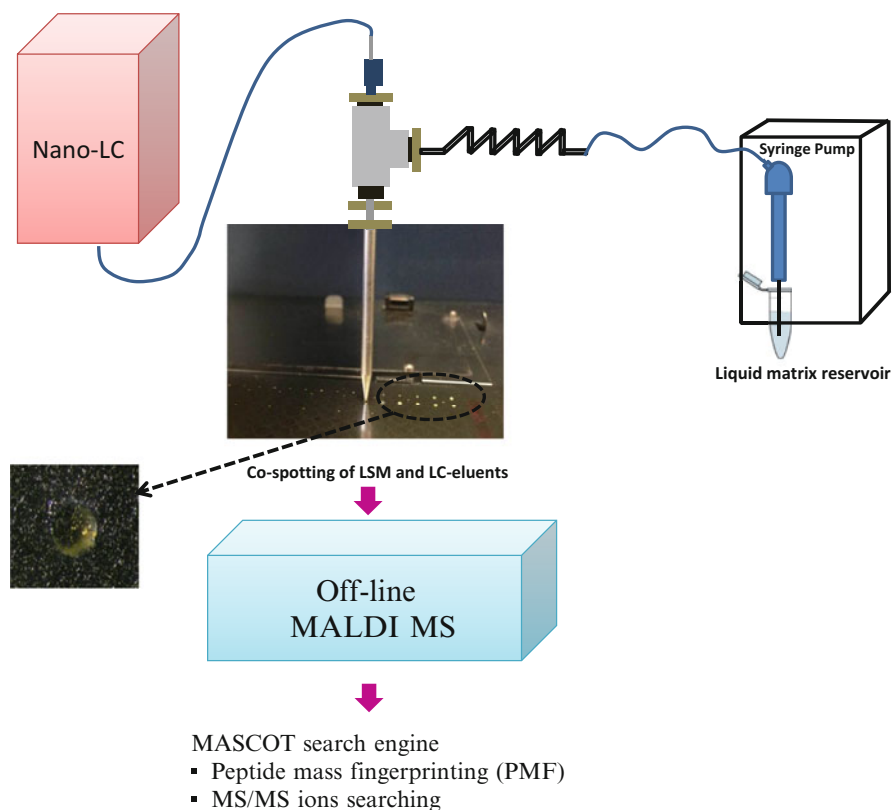 Nano-LC
Syringe Pump
Liquid matrix reservoir
Co-spotting of LSM and LC-eluents
Off-line
MALDI MS
MASCOT search engine
▪ Peptide mass fingerprinting (PMF)
▪ MS/MS ions searching